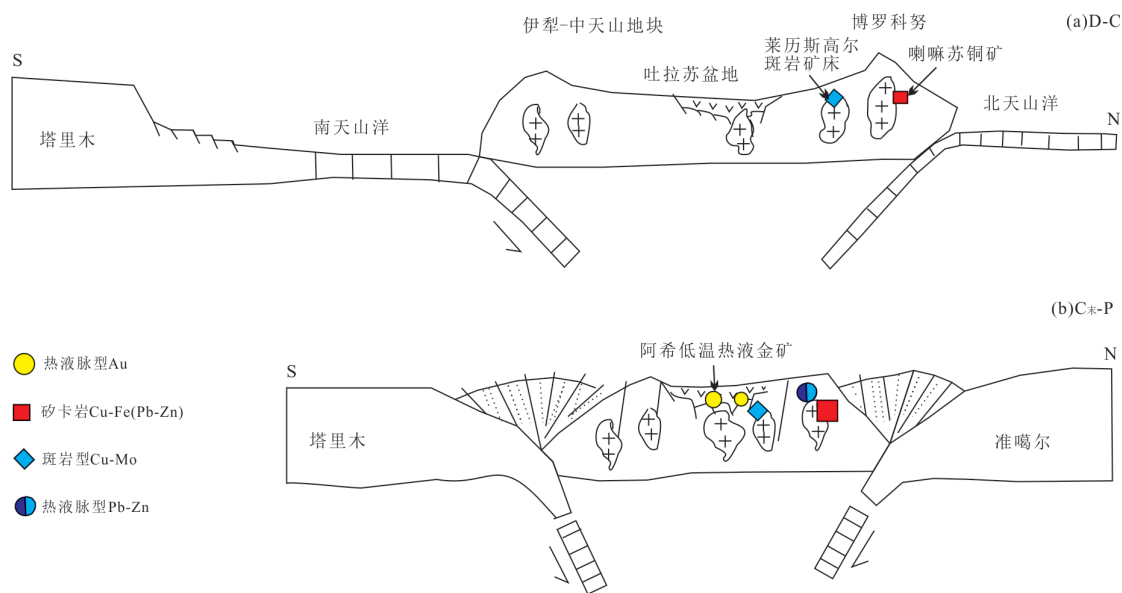 (a)D-C
伊犁-中天山地块
博罗科努
莱历斯高尔
斑岩矿床
喇嘛苏铜矿
S
吐拉苏盆地
北天山洋
N
塔里木
南天山洋
(b)C末-P
阿希低温热液金矿
S
N
塔里木
准噶尔
热液脉型Au
矽卡岩Cu-Fe(Pb-Zn)
斑岩型Cu-Mo
热液脉型Pb-Zn